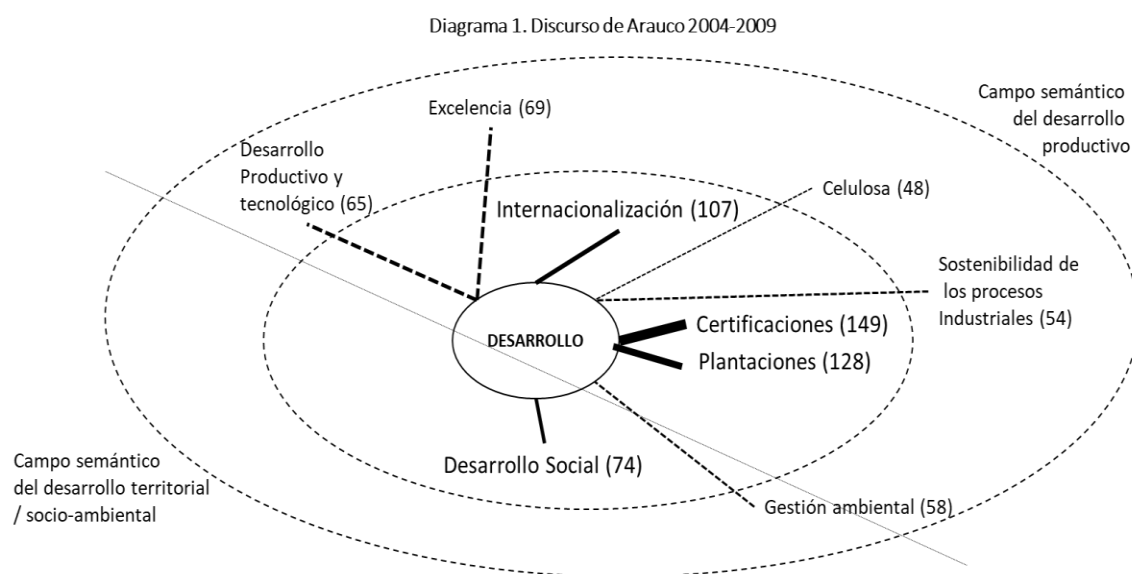 Diagrama 1. Discurso de Arauco 2004-2009
Campo semántico
del desarrollo
productivo
Excelencia (69)
Desarrollo
Productivo y
tecnológico (65)
Celulosa (48)
Internacionalización (107)
Sostenibilidad de
los procesos
Industriales (54)
Certificaciones (149)
DESARROLLO
Plantaciones (128)
Desarrollo Social (74)
Campo semántico
del desarrollo territorial
/ socio-ambiental
Gestión ambiental (58)